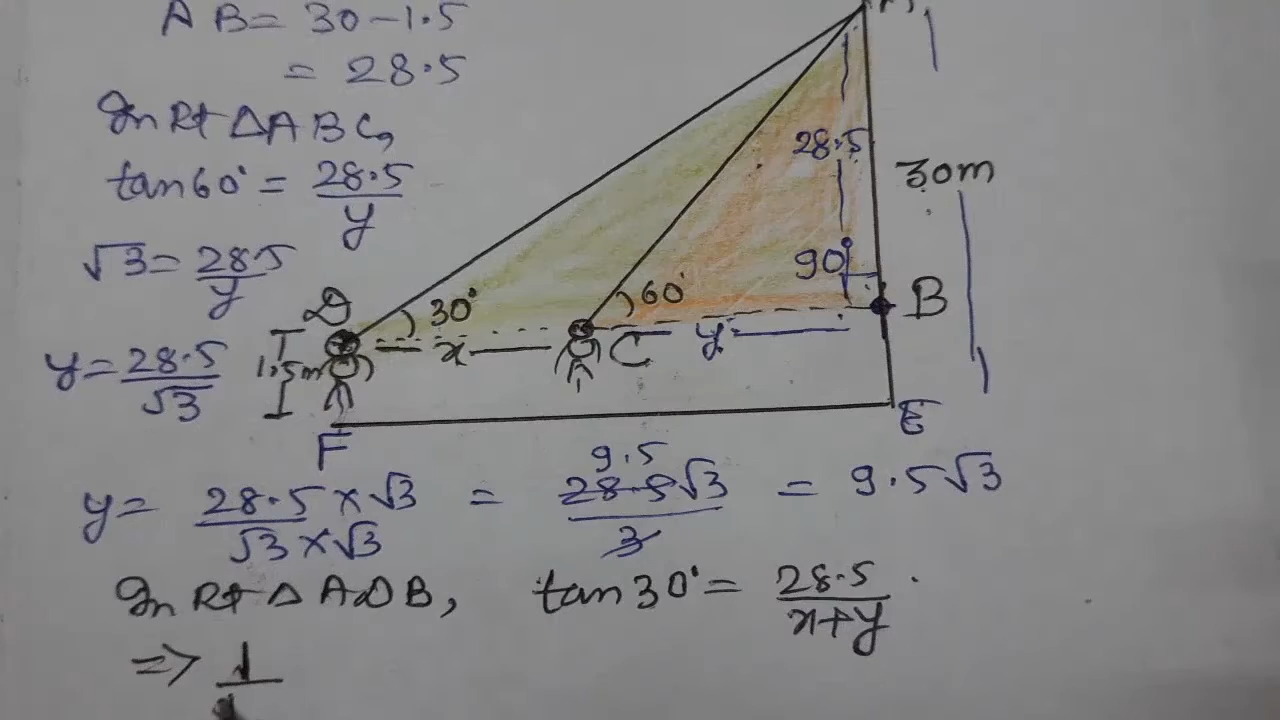 AB = 30 - 1.5
= 28.5
In Rt △ABC,
tan60° = 28.5/y
√3 = 28.5/y
y = 28.5/√3
28.5
30m
90°
B
D
30°
60°
1.5m
x
C
y
F
E
y = 28.5×√3/√3×√3 = 28.5√3/3 = 9.5√3
9.5
In Rt △ADB, tan30° = 28.5/x+y
=> 1